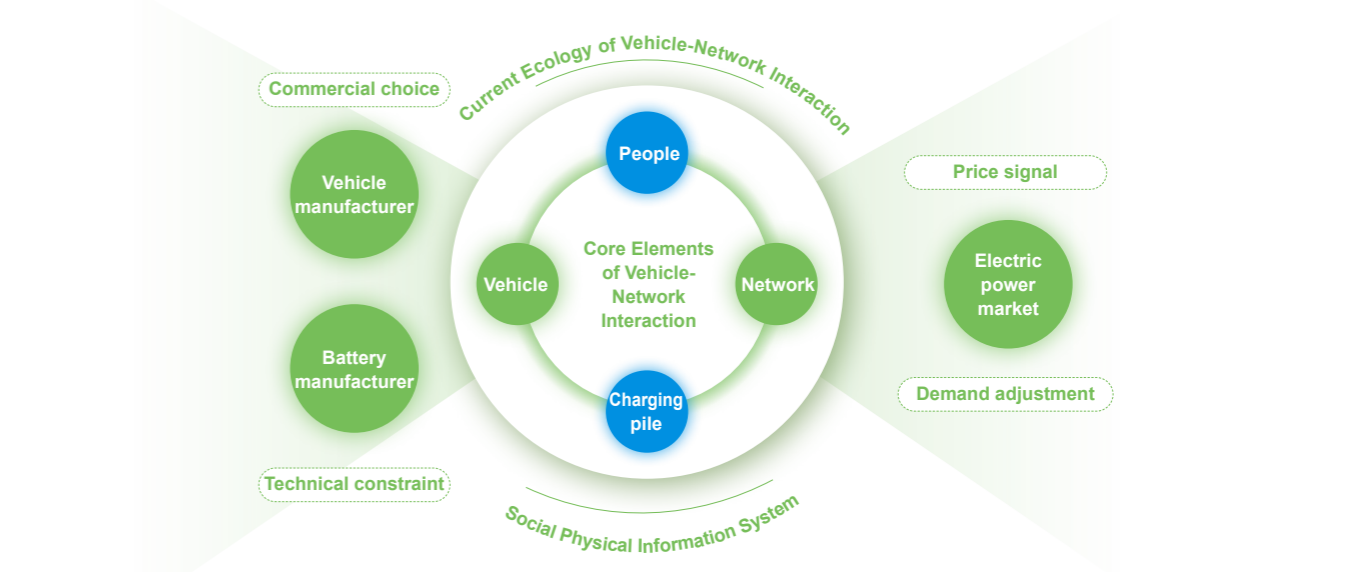 Current Ecology of Vehicle-Network Interaction
Commercial choice
Vehicle
manufacturer
Battery
manufacturer
Technical constraint
People
Vehicle
Core Elements
of Vehicle-
Network
Interaction
Network
Charging
pile
Social Physical Information System
Price signal
Electric
power
market
Demand adjustment